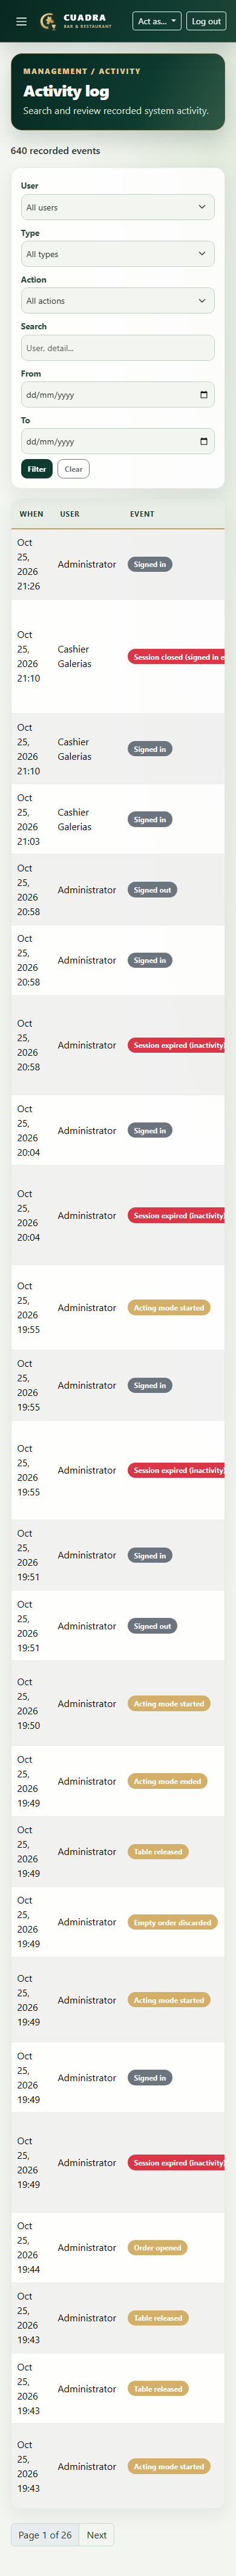 CUADRA
BAR & RESTAURANT
Act as...
Log out
MANAGEMENT / ACTIVITY
Activity log
Search and review recorded system activity.
640 recorded events
User
All users
Type
All types
Action
All actions
Search
User, detail...
From
dd/mm/yyyy
To
dd/mm/yyyy
Filter
Clear
WHEN USER EVENT
Oct
25,
2026
21:26
Administrator
Signed in
Oct
25,
2026
21:10
Cashier
Galerias
Session closed (signed in e
Oct
25,
2026
21:10
Cashier
Galerias
Signed in
Oct
25,
2026
21:03
Cashier
Galerias
Signed in
Oct
25,
2026
20:58
Administrator
Signed out
Oct
25,
2026
20:58
Administrator
Signed in
Oct
25,
2026
20:58
Administrator
Session expired (inactivity)
Oct
25,
2026
20:04
Administrator
Signed in
Oct
25,
2026
20:04
Administrator
Session expired (inactivity)
Oct
25,
2026
19:55
Administrator
Acting mode started
Oct
25,
2026
19:55
Administrator
Signed in
Oct
25,
2026
19:55
Administrator
Session expired (inactivity)
Oct
25,
2026
19:51
Administrator
Signed in
Oct
25,
2026
19:51
Administrator
Signed out
Oct
25,
2026
19:50
Administrator
Acting mode started
Oct
25,
2026
19:49
Administrator
Acting mode ended
Oct
25,
2026
19:49
Administrator
Table released
Oct
25,
2026
19:49
Administrator
Empty order discarded
Oct
25,
2026
19:49
Administrator
Acting mode started
Oct
25,
2026
19:49
Administrator
Signed in
Oct
25,
2026
19:49
Administrator
Session expired (inactivity)
Oct
25,
2026
19:44
Administrator
Order opened
Oct
25,
2026
19:43
Administrator
Table released
Oct
25,
2026
19:43
Administrator
Table released
Oct
25,
2026
19:43
Administrator
Acting mode started
Page 1 of 26
Next